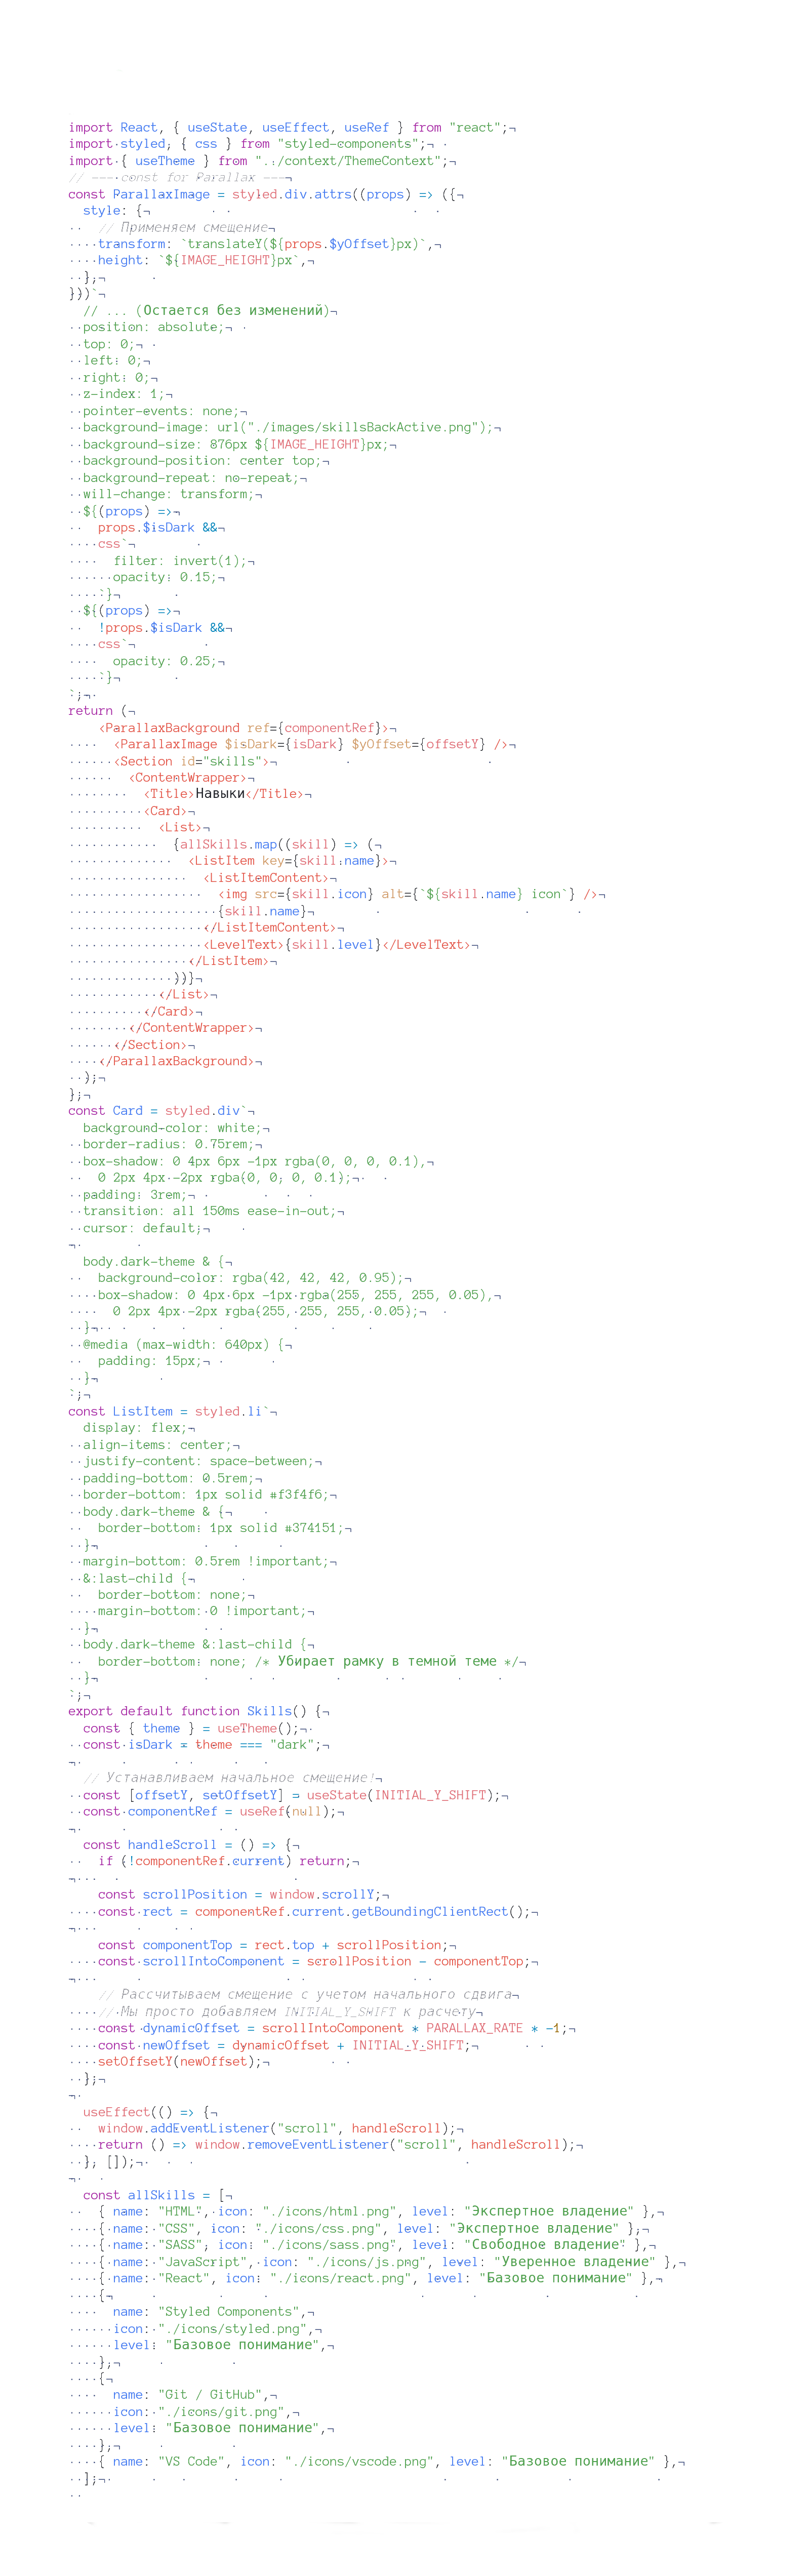 import React, { useState, useEffect, useRef } from "react";
import styled, { css } from "styled-components";
import { useTheme } from "../context/ThemeContext";
// --- const for Parallax ---
const ParallaxImage = styled.div.attrs((props) => ({
  style: {
    // Применяем смещение
    transform: `translateY(${props.$yOffset}px)`,
    height: `${IMAGE_HEIGHT}px`,
  },
}))`
  // ... (Остается без изменений)
  position: absolute;
  top: 0;
  left: 0;
  right: 0;
  z-index: 1;
  pointer-events: none;
  background-image: url("./images/skillsBackActive.png");
  background-size: 876px ${IMAGE_HEIGHT}px;
  background-position: center top;
  background-repeat: no-repeat;
  will-change: transform;
  ${(props) =>
    props.$isDark &&
    css`
      filter: invert(1);
      opacity: 0.15;
    `}
  ${(props) =>
    !props.$isDark &&
    css`
      opacity: 0.25;
    `}
`;
return (
    <ParallaxBackground ref={componentRef}>
      <ParallaxImage $isDark={isDark} $yOffset={offsetY} />
      <Section id="skills">
        <ContentWrapper>
          <Title>Навыки</Title>
          <Card>
            <List>
              {allSkills.map((skill) => (
                <ListItem key={skill.name}>
                  <ListItemContent>
                    <img src={skill.icon} alt={`${skill.name} icon`} />
                    {skill.name}
                  </ListItemContent>
                  <LevelText>{skill.level}</LevelText>
                </ListItem>
              ))}
            </List>
          </Card>
        </ContentWrapper>
      </Section>
    </ParallaxBackground>
  );
};
const Card = styled.div`
  background-color: white;
  border-radius: 0.75rem;
  box-shadow: 0 4px 6px -1px rgba(0, 0, 0, 0.1),
    0 2px 4px -2px rgba(0, 0, 0, 0.1);
  padding: 3rem;
  transition: all 150ms ease-in-out;
  cursor: default;

  body.dark-theme & {
    background-color: rgba(42, 42, 42, 0.95);
    box-shadow: 0 4px 6px -1px rgba(255, 255, 255, 0.05),
      0 2px 4px -2px rgba(255, 255, 255, 0.05);
  }
  @media (max-width: 640px) {
    padding: 15px;
  }
`;
const ListItem = styled.li`
  display: flex;
  align-items: center;
  justify-content: space-between;
  padding-bottom: 0.5rem;
  border-bottom: 1px solid #f3f4f6;
  body.dark-theme & {
    border-bottom: 1px solid #374151;
  }
  margin-bottom: 0.5rem !important;
  &:last-child {
    border-bottom: none;
    margin-bottom: 0 !important;
  }
  body.dark-theme &:last-child {
    border-bottom: none; /* Убирает рамку в темной теме */
  }
`;
export default function Skills() {
  const { theme } = useTheme();
  const isDark = theme === "dark";

  // Устанавливаем начальное смещение!
  const [offsetY, setOffsetY] = useState(INITIAL_Y_SHIFT);
  const componentRef = useRef(null);

  const handleScroll = () => {
    if (!componentRef.current) return;

    const scrollPosition = window.scrollY;
    const rect = componentRef.current.getBoundingClientRect();

    const componentTop = rect.top + scrollPosition;
    const scrollIntoComponent = scrollPosition - componentTop;

    // Рассчитываем смещение с учетом начального сдвига
    // Мы просто добавляем INITIAL_Y_SHIFT к расчету
    const dynamicOffset = scrollIntoComponent * PARALLAX_RATE * -1;
    const newOffset = dynamicOffset + INITIAL_Y_SHIFT;
    setOffsetY(newOffset);
  };

  useEffect(() => {
    window.addEventListener("scroll", handleScroll);
    return () => window.removeEventListener("scroll", handleScroll);
  }, []);

  const allSkills = [
    { name: "HTML", icon: "./icons/html.png", level: "Экспертное владение" },
    { name: "CSS", icon: "./icons/css.png", level: "Экспертное владение" },
    { name: "SASS", icon: "./icons/sass.png", level: "Свободное владение" },
    { name: "JavaScript", icon: "./icons/js.png", level: "Уверенное владение" },
    { name: "React", icon: "./icons/react.png", level: "Базовое понимание" },
    {
      name: "Styled Components",
      icon: "./icons/styled.png",
      level: "Базовое понимание",
    },
    {
      name: "Git / GitHub",
      icon: "./icons/git.png",
      level: "Базовое понимание",
    },
    { name: "VS Code", icon: "./icons/vscode.png", level: "Базовое понимание" },
  ];